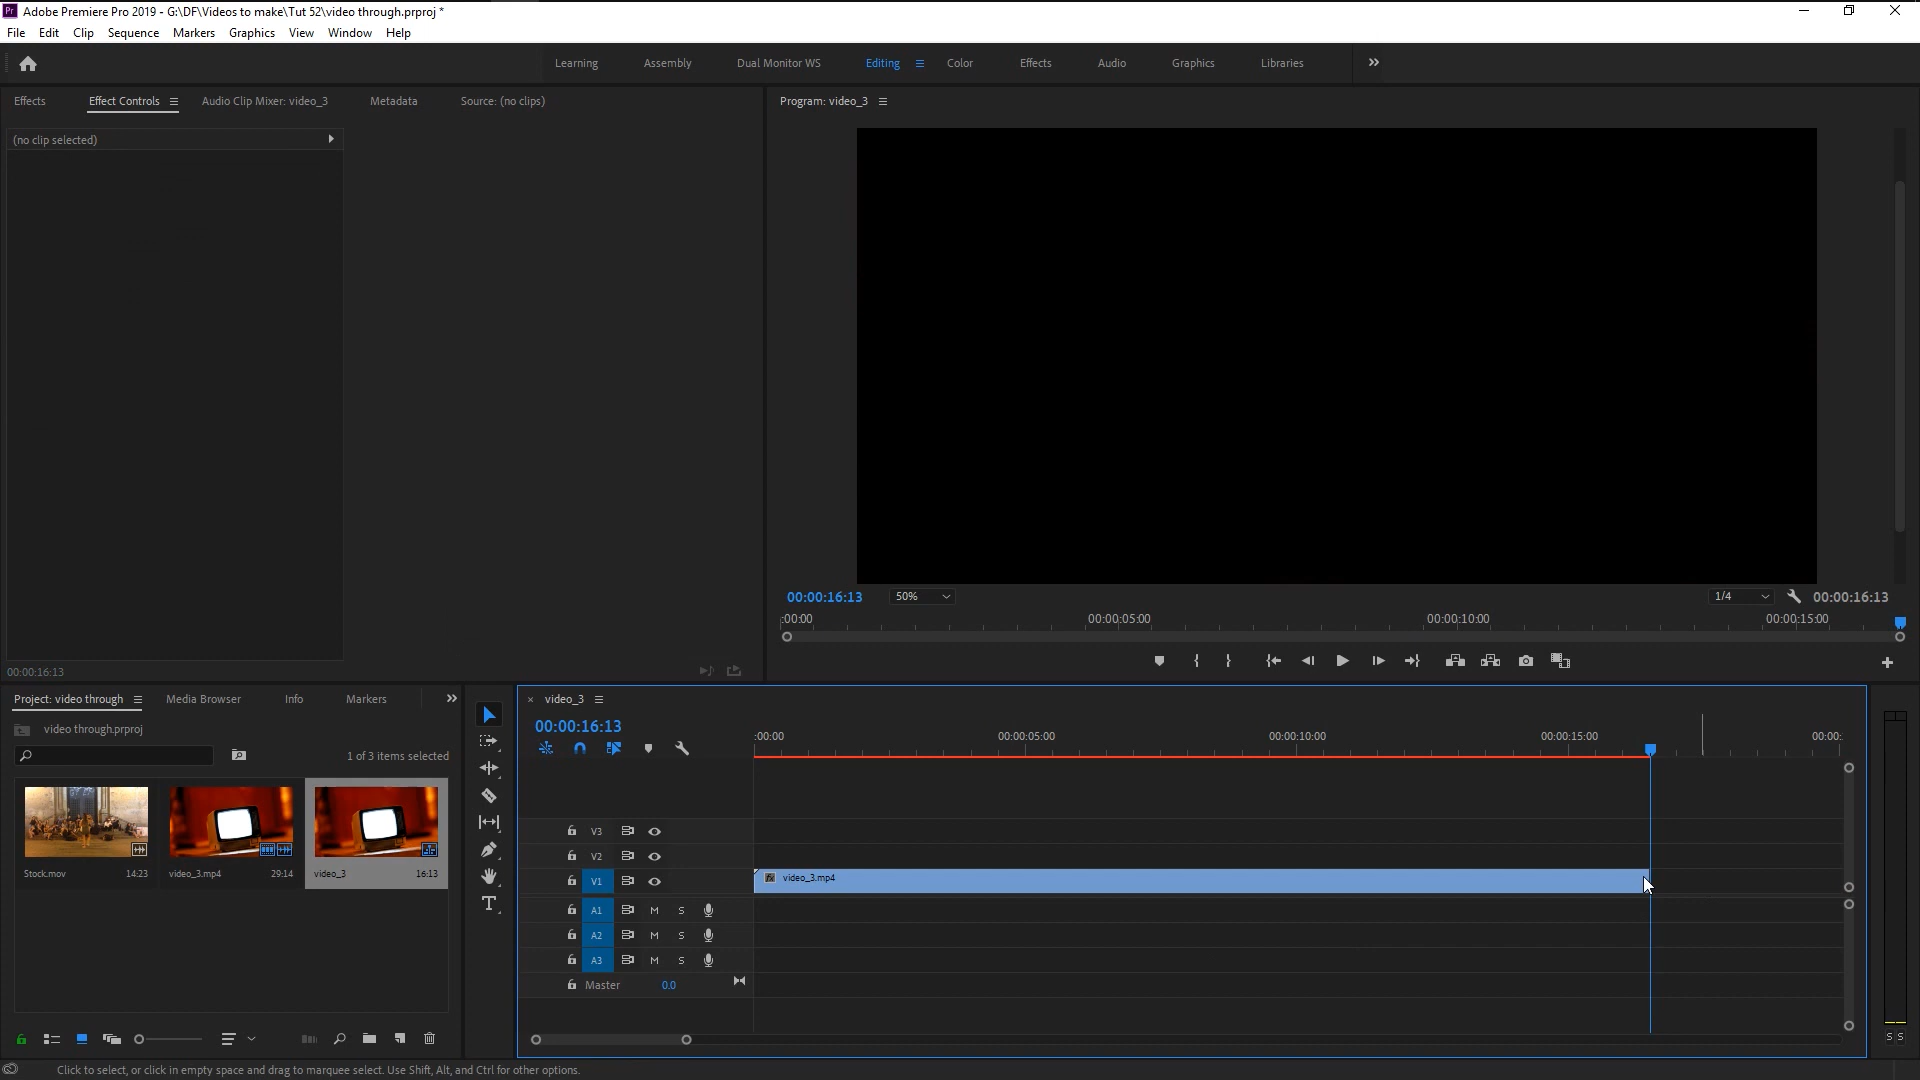 Pr Adobe Premiere Pro 2019 - G:\DF\Videos to make\Tut 52\video through.prproj *
File Edit Clip Sequence Markers Graphics View Window Help
Learning Assembly Dual Monitor WS Editing Color Effects Audio Graphics Libraries
Effects Effect Controls Audio Clip Mixer: video_3 Metadata Source: (no clips)
Program: video_3
(no clip selected)
00:00:16:13 50% 1/4 00:00:16:13
:00:00 00:00:05:00 00:00:10:00 00:00:15:00
00:00:16:13
Project: video through Media Browser Info Markers
video through.prproj
1 of 3 items selected
Stock.mov 14:23
video_3.mp4 29:14
video_3 16:13
video_3
00:00:16:13
:00:00 00:00:05:00 00:00:10:00 00:00:15:00 00:00:
V3
V2
V1 video_3.mp4
A1 M S
A2 M S
A3 M S
Master 0.0
S S
Click to select, or click in empty space and drag to marquee select. Use Shift, Alt, and Ctrl for other options.